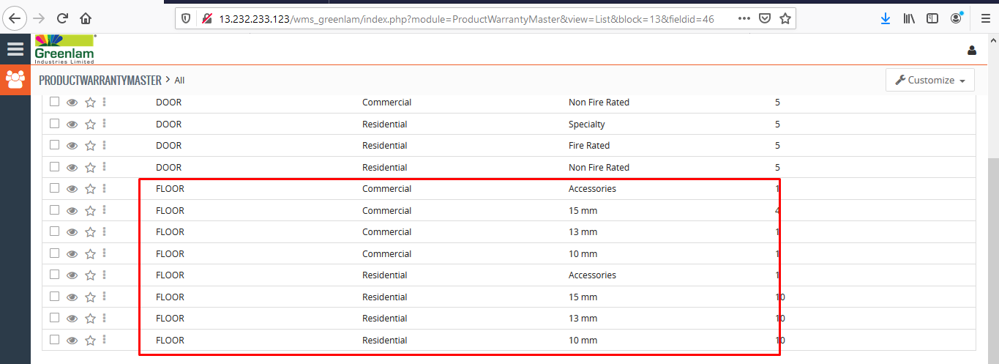 13.232.233.123/wms_greenlam/index.php?module=ProductWarrantyMaster&view=List&block=13&fieldid=46
Greenlam
Industries Limited
PRODUCTWARRANTYMASTER > All
Customize
DOOR Commercial Non Fire Rated 5
DOOR Residential Specialty 5
DOOR Residential Fire Rated 5
DOOR Residential Non Fire Rated 5
FLOOR Commercial Accessories 1
FLOOR Commercial 15 mm 4
FLOOR Commercial 13 mm 1
FLOOR Commercial 10 mm 1
FLOOR Residential Accessories 1
FLOOR Residential 15 mm 10
FLOOR Residential 13 mm 10
FLOOR Residential 10 mm 10